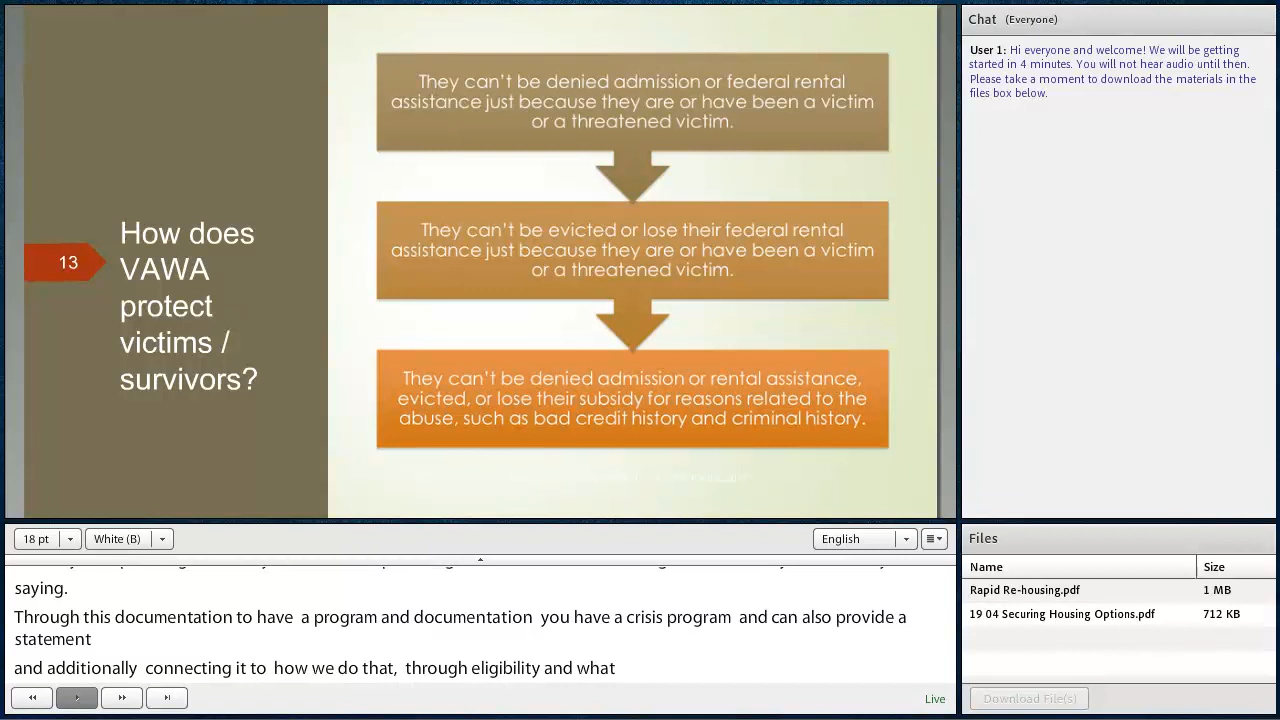 How does
VAWA
protect
victims /
survivors?
13
They can't be denied admission or federal rental
assistance just because they are or have been a victim
or a threatened victim.
They can't be evicted or lose their federal rental
assistance just because they are or have been a victim
or a threatened victim.
They can't be denied admission or rental assistance,
evicted, or lose their subsidy for reasons related to the
abuse, such as bad credit history and criminal history.
Chat (Everyone)
User 1: Hi everyone and welcome! We will be getting
started in 4 minutes. You will not hear audio until then.
Please take a moment to download the materials in the
files box below.
18 pt
White (B)
English
saying.
Through this documentation to have a program and documentation you have a crisis program and can also provide a
statement
and additionally connecting it to how we do that, through eligibility and what
Live
Files
Name Size
Rapid Re-housing.pdf 1 MB
19 04 Securing Housing Options.pdf 712 KB
Download File(s)